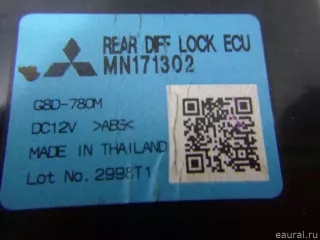 REAR DIFF LOCK ECU
MN171302
G8D-780M
DC12V >ABS<
MADE IN THAILAND
Lot No. 2998T1
eaural.ru